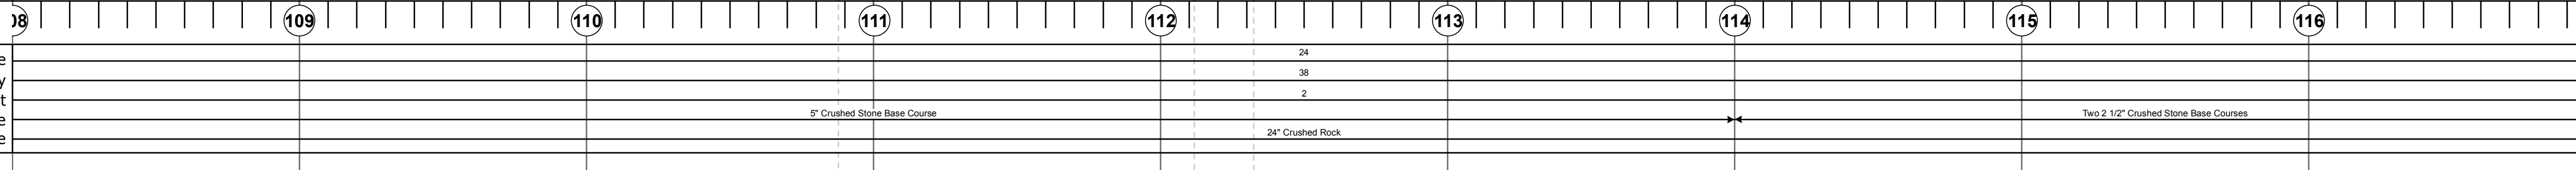 109 110 111 112 113 114 115 116
24
38
2
5" Crushed Stone Base Course Two 2 1/2" Crushed Stone Base Courses
24" Crushed Rock